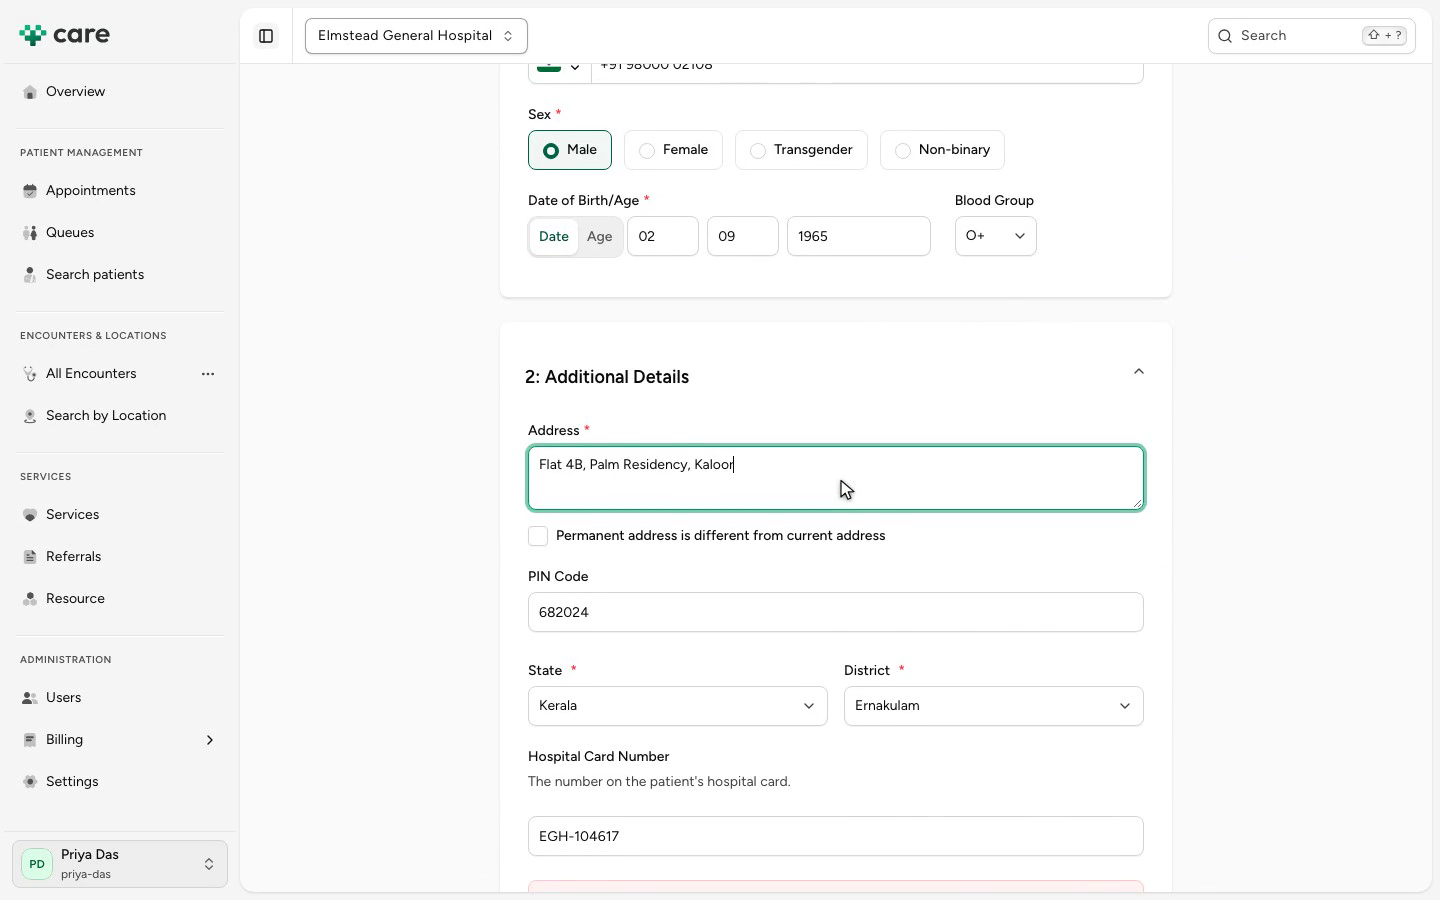 care
Elmstead General Hospital
Search
+ ?
Overview
PATIENT MANAGEMENT
Appointments
Queues
Search patients
ENCOUNTERS & LOCATIONS
All Encounters
Search by Location
SERVICES
Services
Referrals
Resource
ADMINISTRATION
Users
Billing
Settings
PD
Priya Das
priya-das
+91 98000 02108
Sex *
Male
Female
Transgender
Non-binary
Date of Birth/Age *
Blood Group
Date
Age
02
09
1965
O+
2: Additional Details
Address *
Flat 4B, Palm Residency, Kaloor
Permanent address is different from current address
PIN Code
682024
State *
District *
Kerala
Ernakulam
Hospital Card Number
The number on the patient's hospital card.
EGH-104617